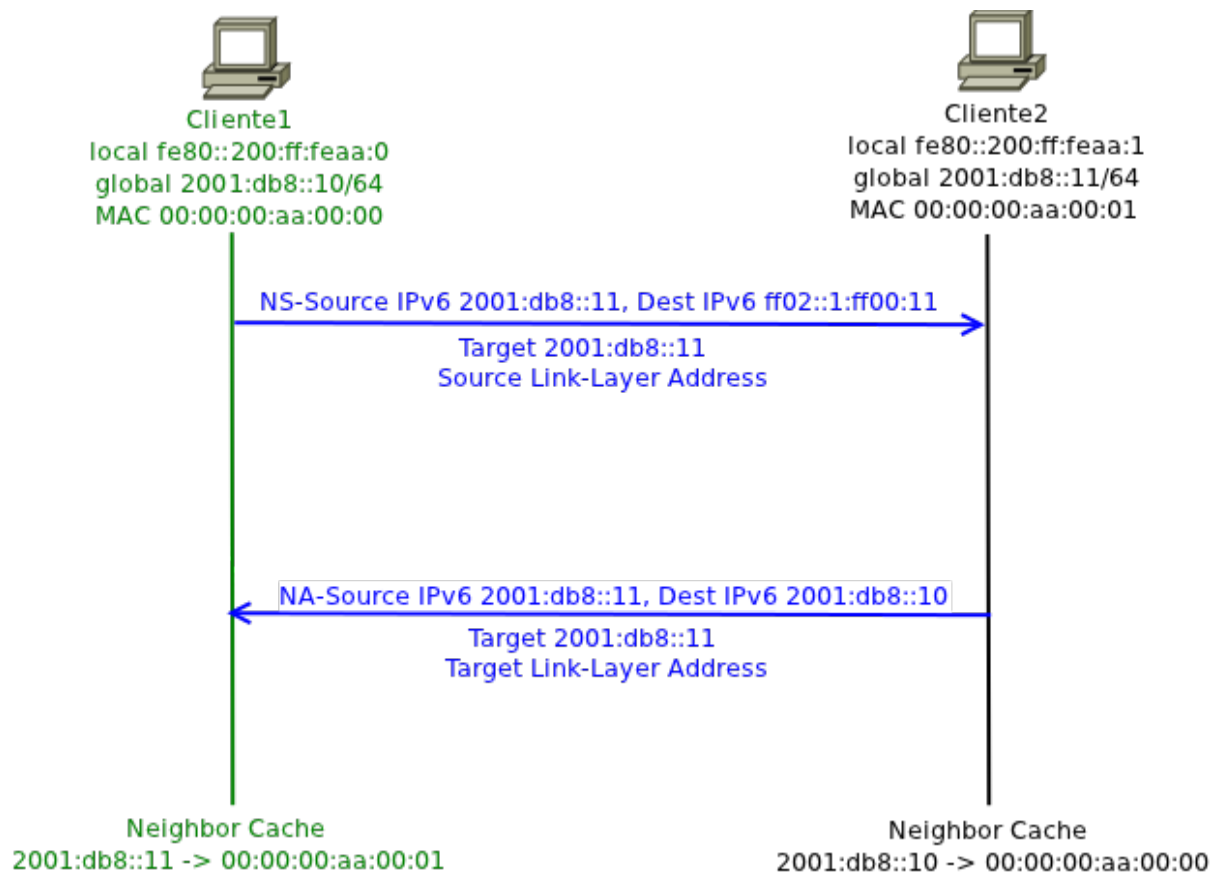 Cliente1
local fe80::200:ff:feaa:0
global 2001:db8::10/64
MAC 00:00:00:aa:00:00
Cliente2
local fe80::200:ff:feaa:1
global 2001:db8::11/64
MAC 00:00:00:aa:00:01
NS-Source IPv6 2001:db8::11, Dest IPv6 ff02::1:ff00:11
Target 2001:db8::11
Source Link-Layer Address
NA-Source IPv6 2001:db8::11, Dest IPv6 2001:db8::10
Target 2001:db8::11
Target Link-Layer Address
Neighbor Cache
2001:db8::11 -> 00:00:00:aa:00:01
Neighbor Cache
2001:db8::10 -> 00:00:00:aa:00:00